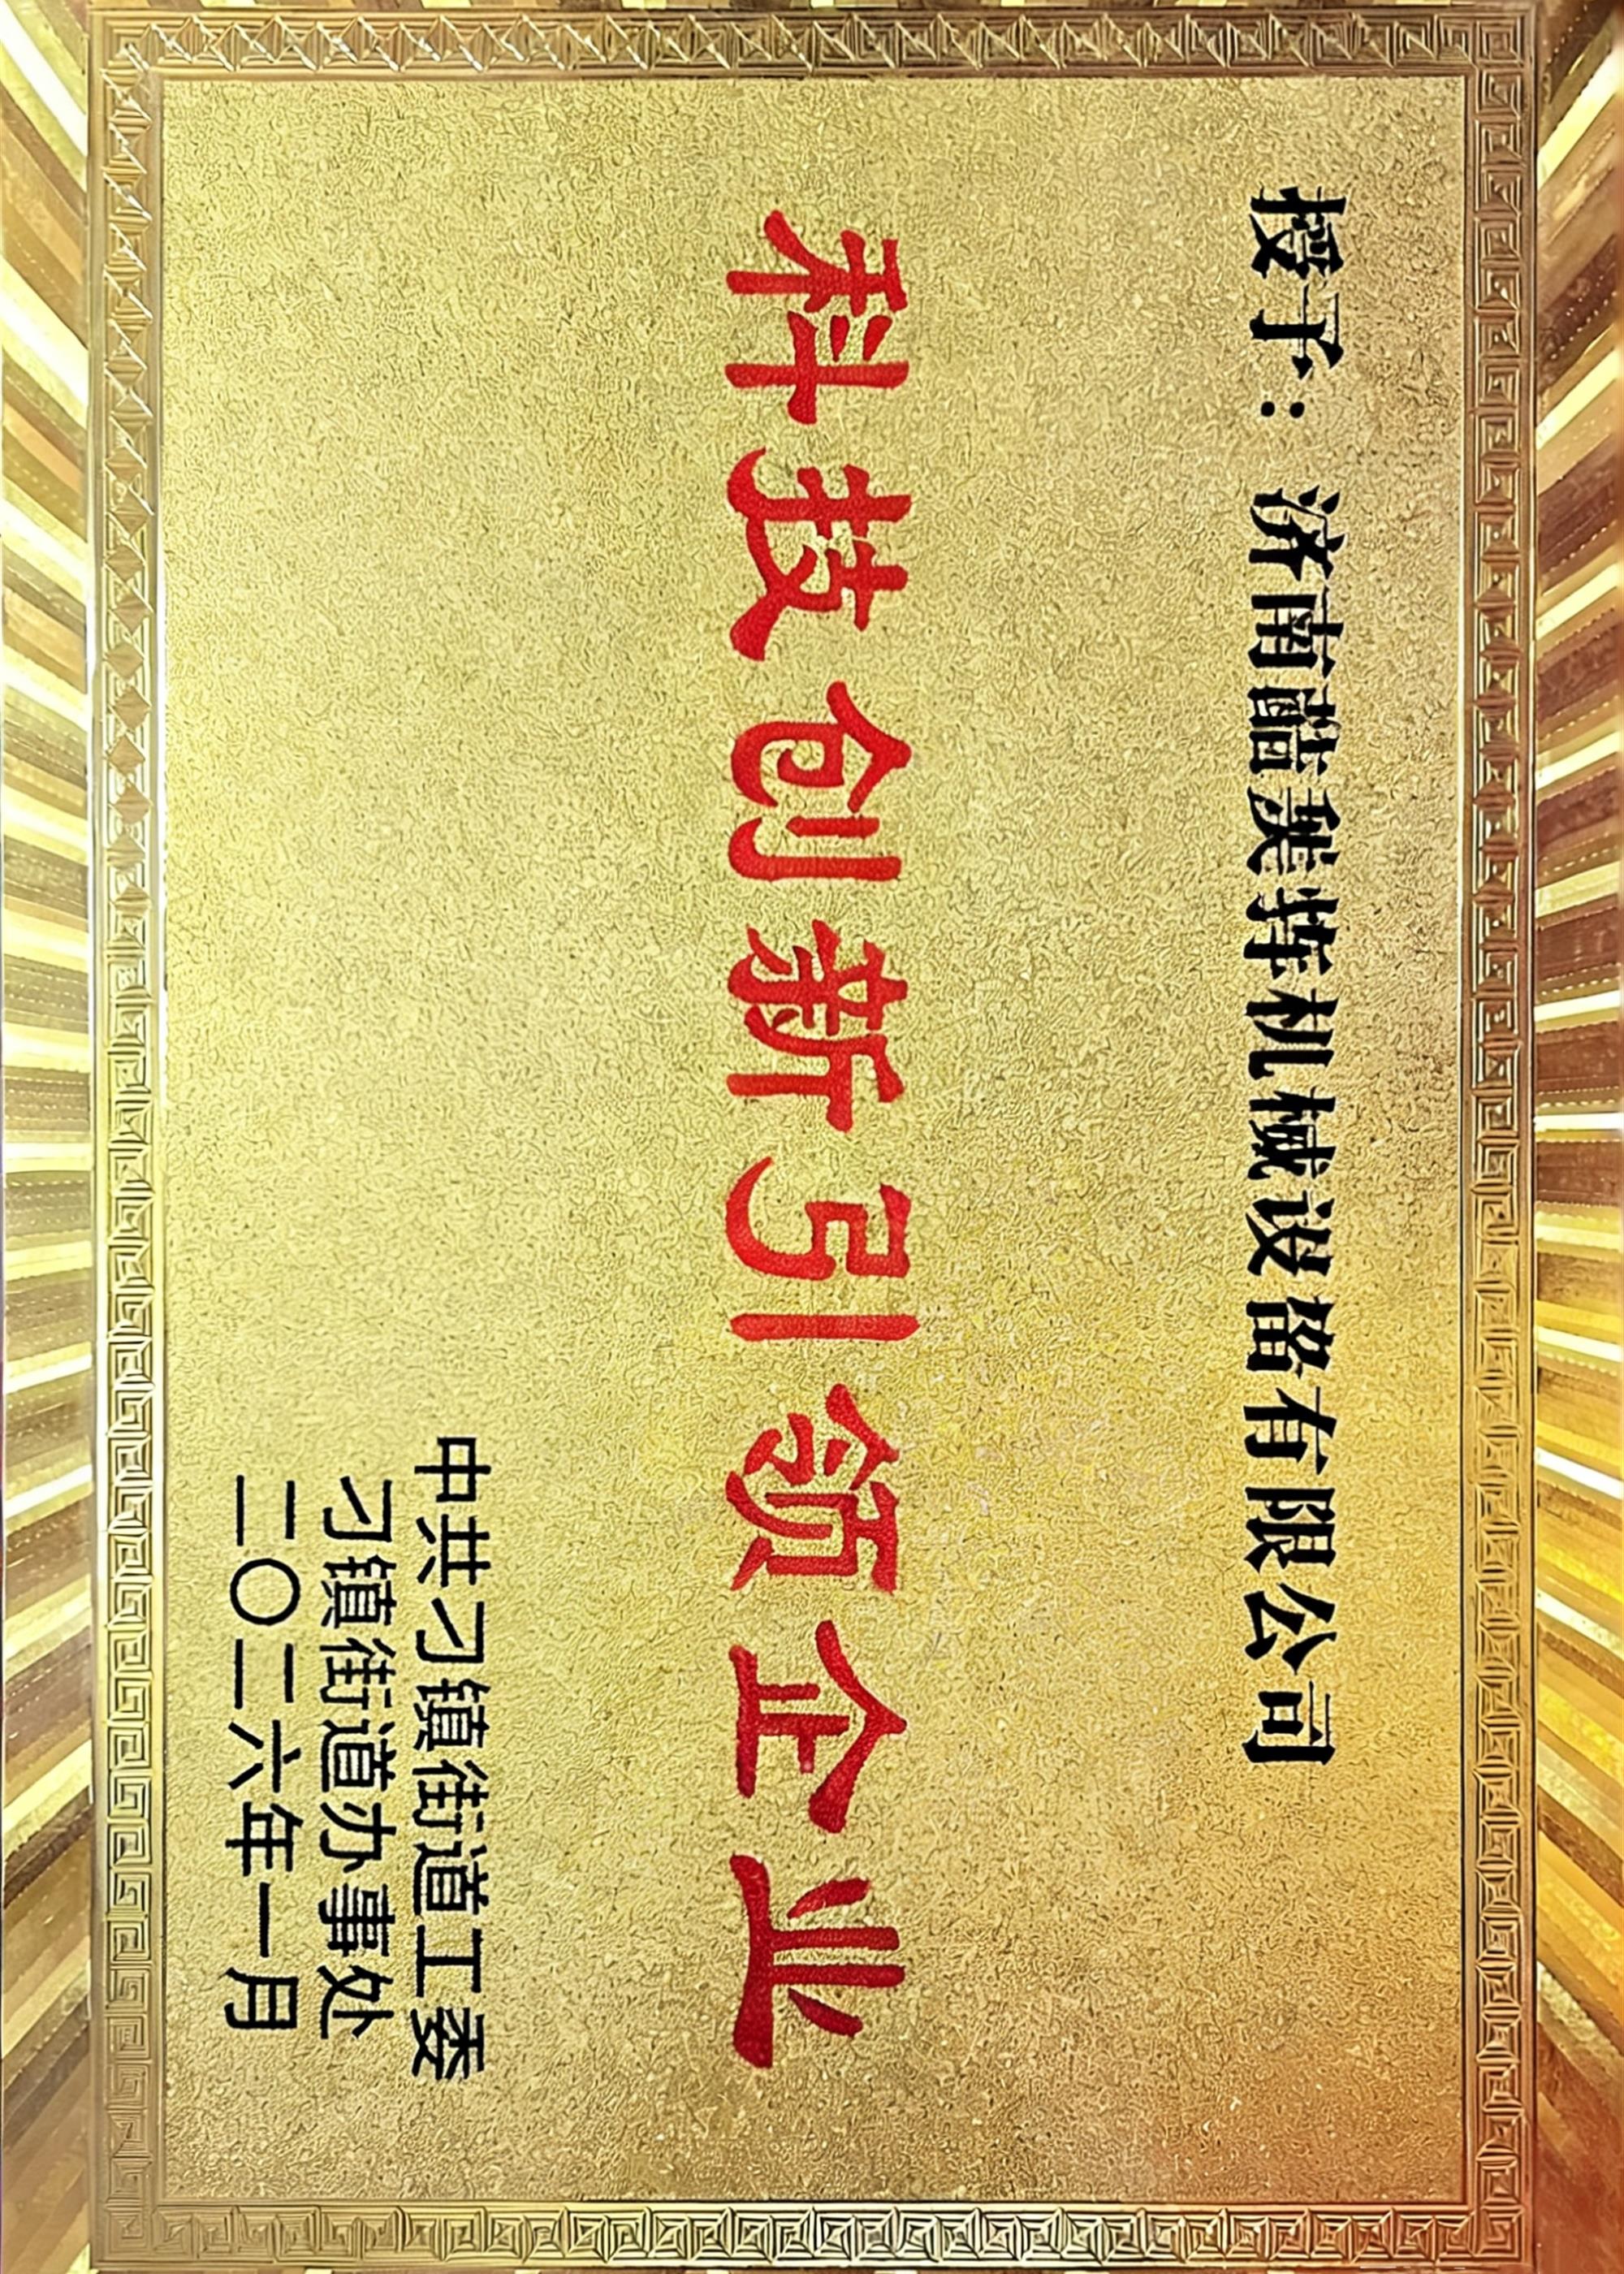 授予：济南机械设备有限公司
科技创新引领企业
中共刁镇街道工委
刁镇街道办事处
二〇二六年一月